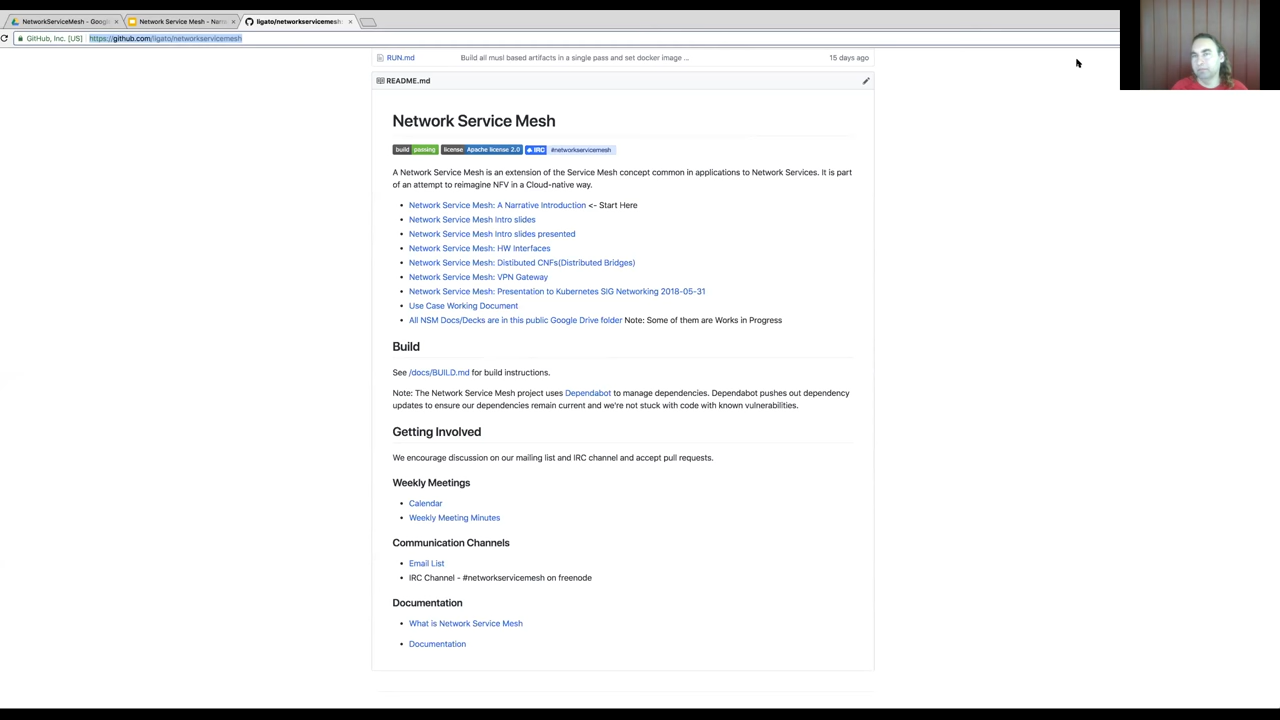 NetworkServiceMesh - Googl
Network Service Mesh - Narra
ligato/networkservicemesh:
GitHub, Inc. [US]
https://github.com/ligato/networkservicemesh
RUN.md
Build all musl based artifacts in a single pass and set docker image ...
15 days ago
README.md
Network Service Mesh
build passing license Apache license 2.0 IRC #networkservicemesh
A Network Service Mesh is an extension of the Service Mesh concept common in applications to Network Services. It is part
of an attempt to reimagine NFV in a Cloud-native way.
• Network Service Mesh: A Narrative Introduction <- Start Here
• Network Service Mesh Intro slides
• Network Service Mesh Intro slides presented
• Network Service Mesh: HW Interfaces
• Network Service Mesh: Distibuted CNFs(Distributed Bridges)
• Network Service Mesh: VPN Gateway
• Network Service Mesh: Presentation to Kubernetes SIG Networking 2018-05-31
• Use Case Working Document
• All NSM Docs/Decks are in this public Google Drive folder Note: Some of them are Works in Progress
Build
See /docs/BUILD.md for build instructions.
Note: The Network Service Mesh project uses Dependabot to manage dependencies. Dependabot pushes out dependency
updates to ensure our dependencies remain current and we're not stuck with code with known vulnerabilities.
Getting Involved
We encourage discussion on our mailing list and IRC channel and accept pull requests.
Weekly Meetings
• Calendar
• Weekly Meeting Minutes
Communication Channels
• Email List
• IRC Channel - #networkservicemesh on freenode
Documentation
• What is Network Service Mesh
• Documentation